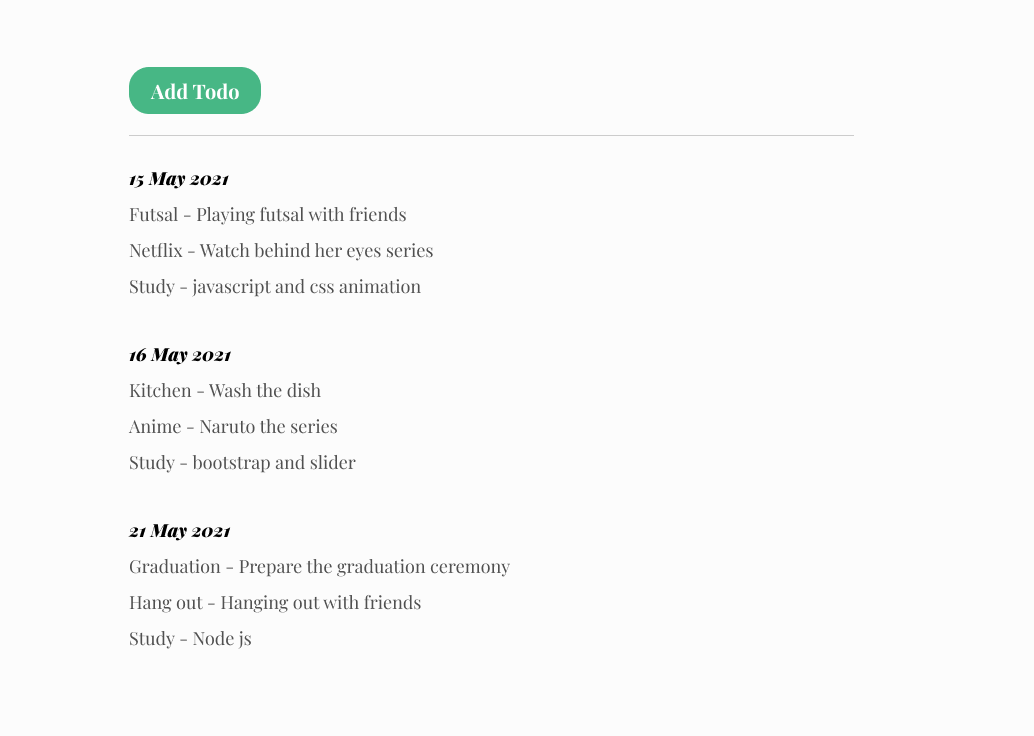 Add Todo
15 May 2021
Futsal - Playing futsal with friends
Netflix - Watch behind her eyes series
Study - javascript and css animation
16 May 2021
Kitchen - Wash the dish
Anime - Naruto the series
Study - bootstrap and slider
21 May 2021
Graduation - Prepare the graduation ceremony
Hang out - Hanging out with friends
Study - Node js